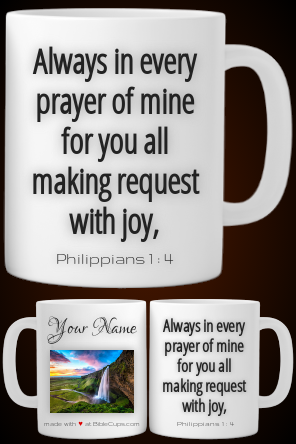 Always in every
prayer of mine
for you all
making request
with joy,
Philippians 1:4
Your Name
made with ♥ at BibleCups.com
Always in every
prayer of mine
for you all
making request
with joy,
Philippians 1:4